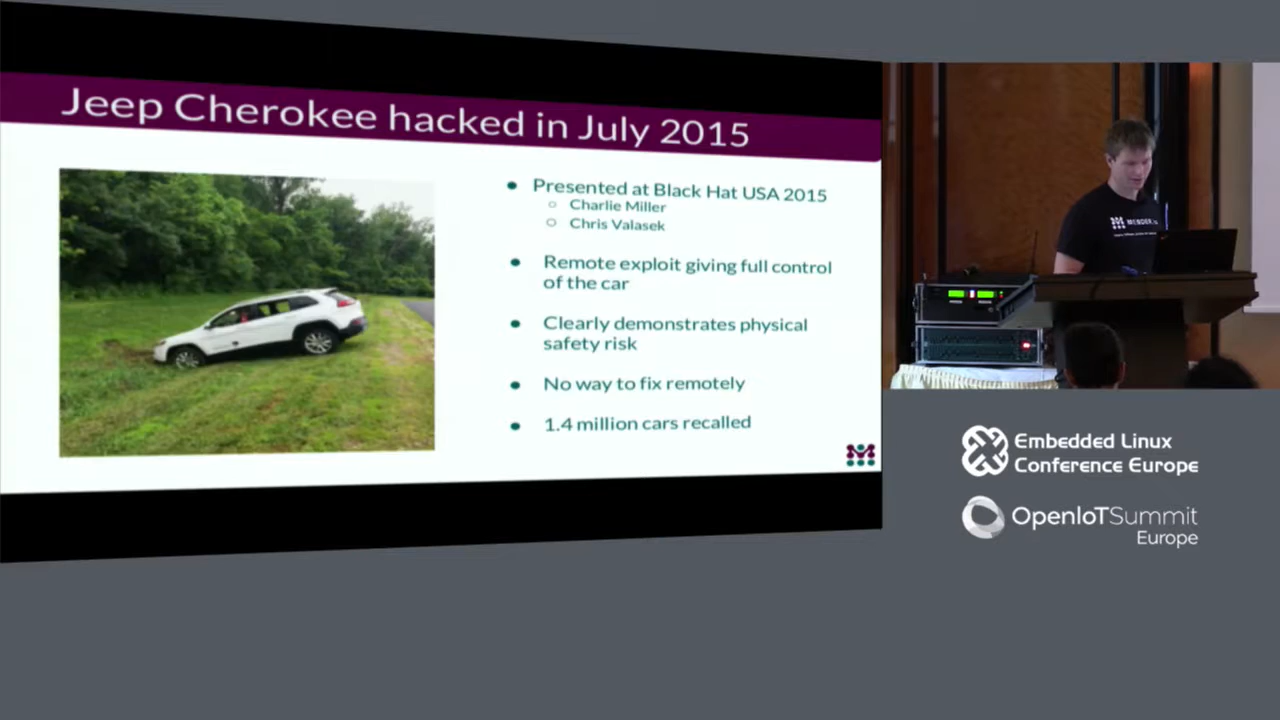 Jeep Cherokee hacked in July 2015
Presented at Black Hat USA 2015
Charlie Miller
Chris Valasek
Remote exploit giving full control
of the car
Clearly demonstrates physical
safety risk
No way to fix remotely
1.4 million cars recalled
Embedded Linux
Conference Europe
OpenIoTSummit
Europe